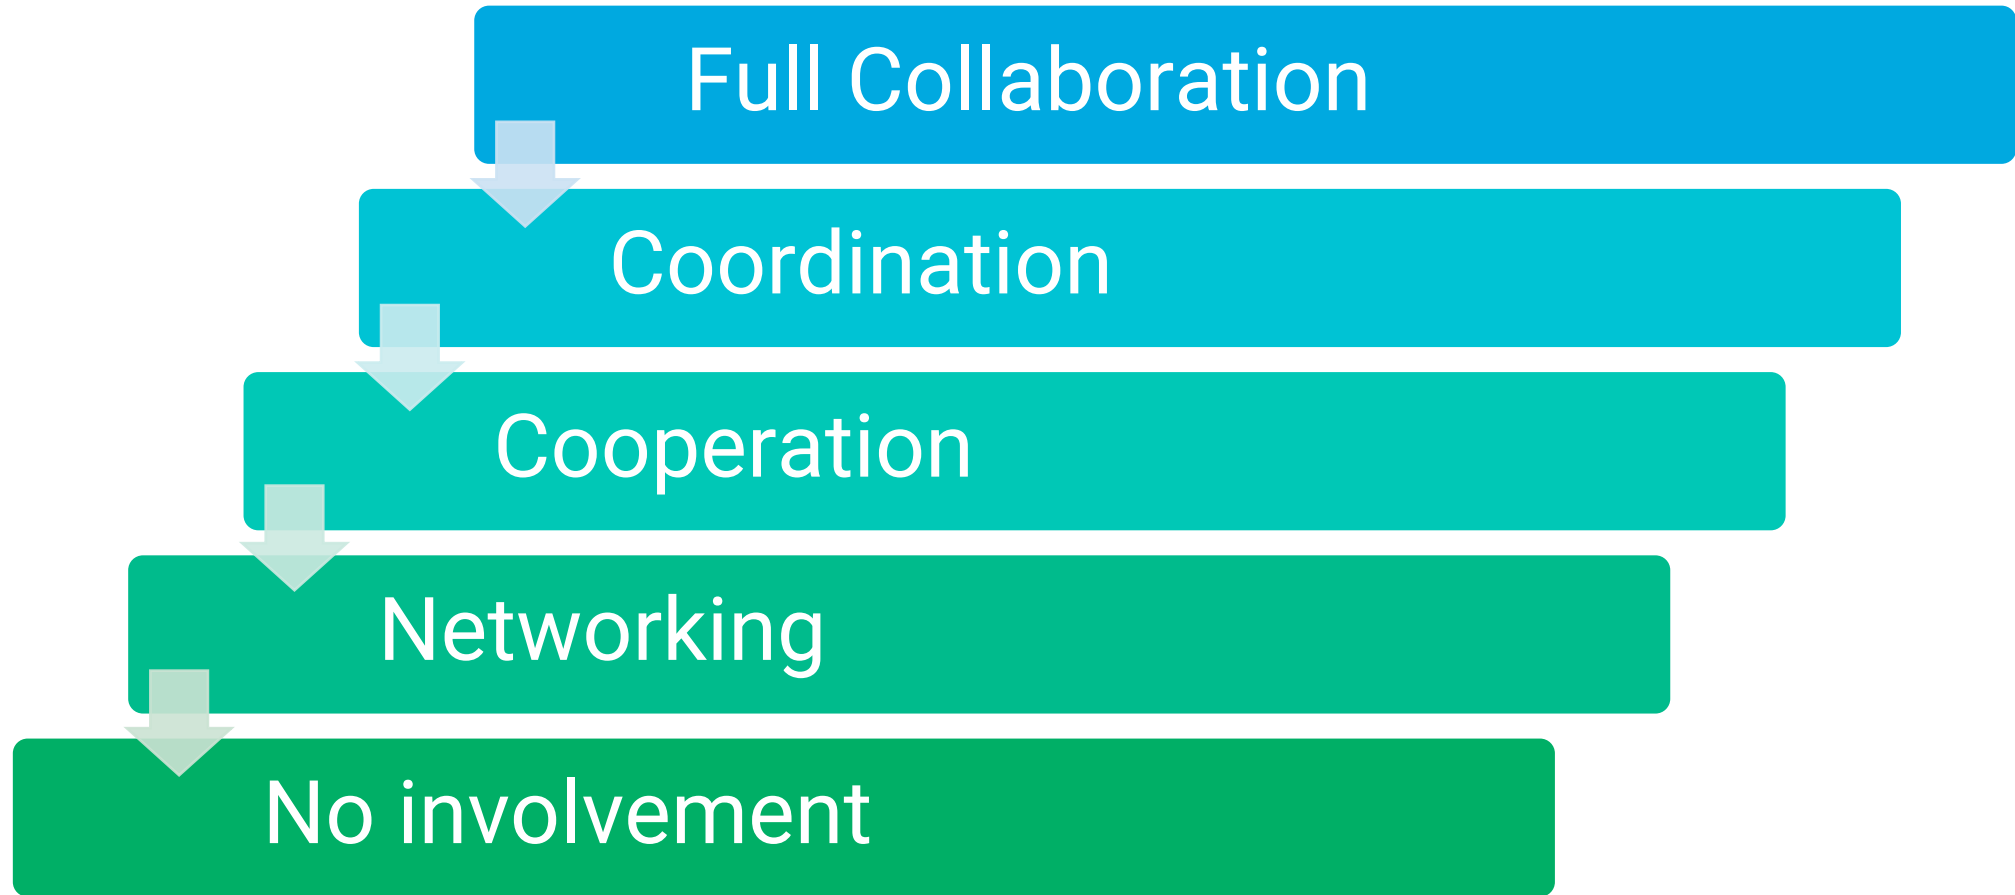 Full Collaboration
Coordination
Cooperation
Networking
No involvement